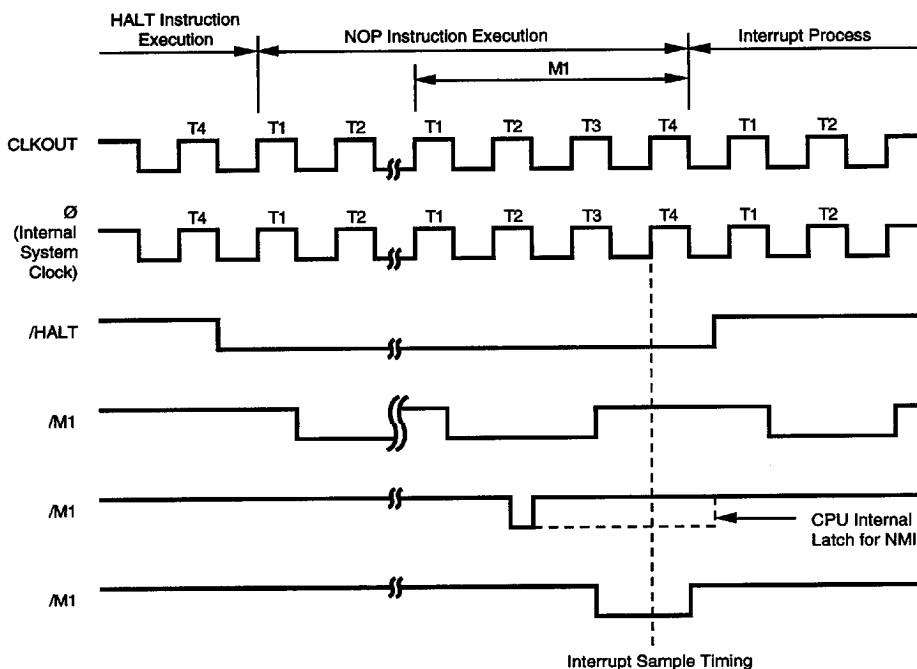 HALT Instruction
Execution
NOP Instruction Execution
Interrupt Process
M1
T4 T1 T2 T1 T2 T3 T4 T1 T2
CLKOUT
T4 T1 T2 T1 T2 T3 T4 T1 T2
Ø
(Internal
System
Clock)
/HALT
/M1
/M1
CPU Internal
Latch for NMI
/M1
Interrupt Sample Timing